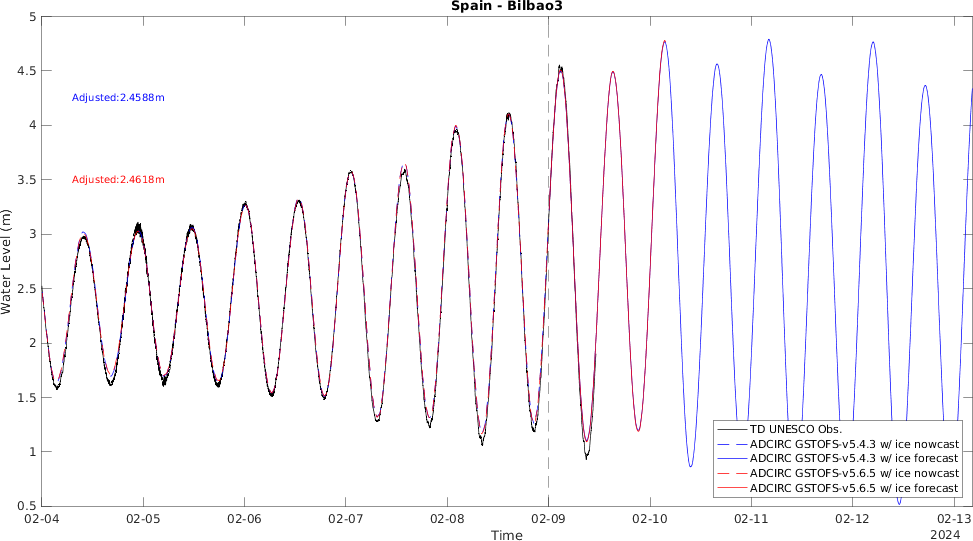 Spain - Bilbao3
5
4.5
4
3.5
3
2.5
2
1.5
1
0.5
Water Level (m)
Adjusted:2.4588m
Adjusted:2.4618m
TD UNESCO Obs.
ADCIRC GSTOFS-v5.4.3 w/ ice nowcast
ADCIRC GSTOFS-v5.4.3 w/ ice forecast
ADCIRC GSTOFS-v5.6.5 w/ ice nowcast
ADCIRC GSTOFS-v5.6.5 w/ ice forecast
02-04 02-05 02-06 02-07 02-08 02-09 02-10 02-11 02-12 02-13
Time
2024